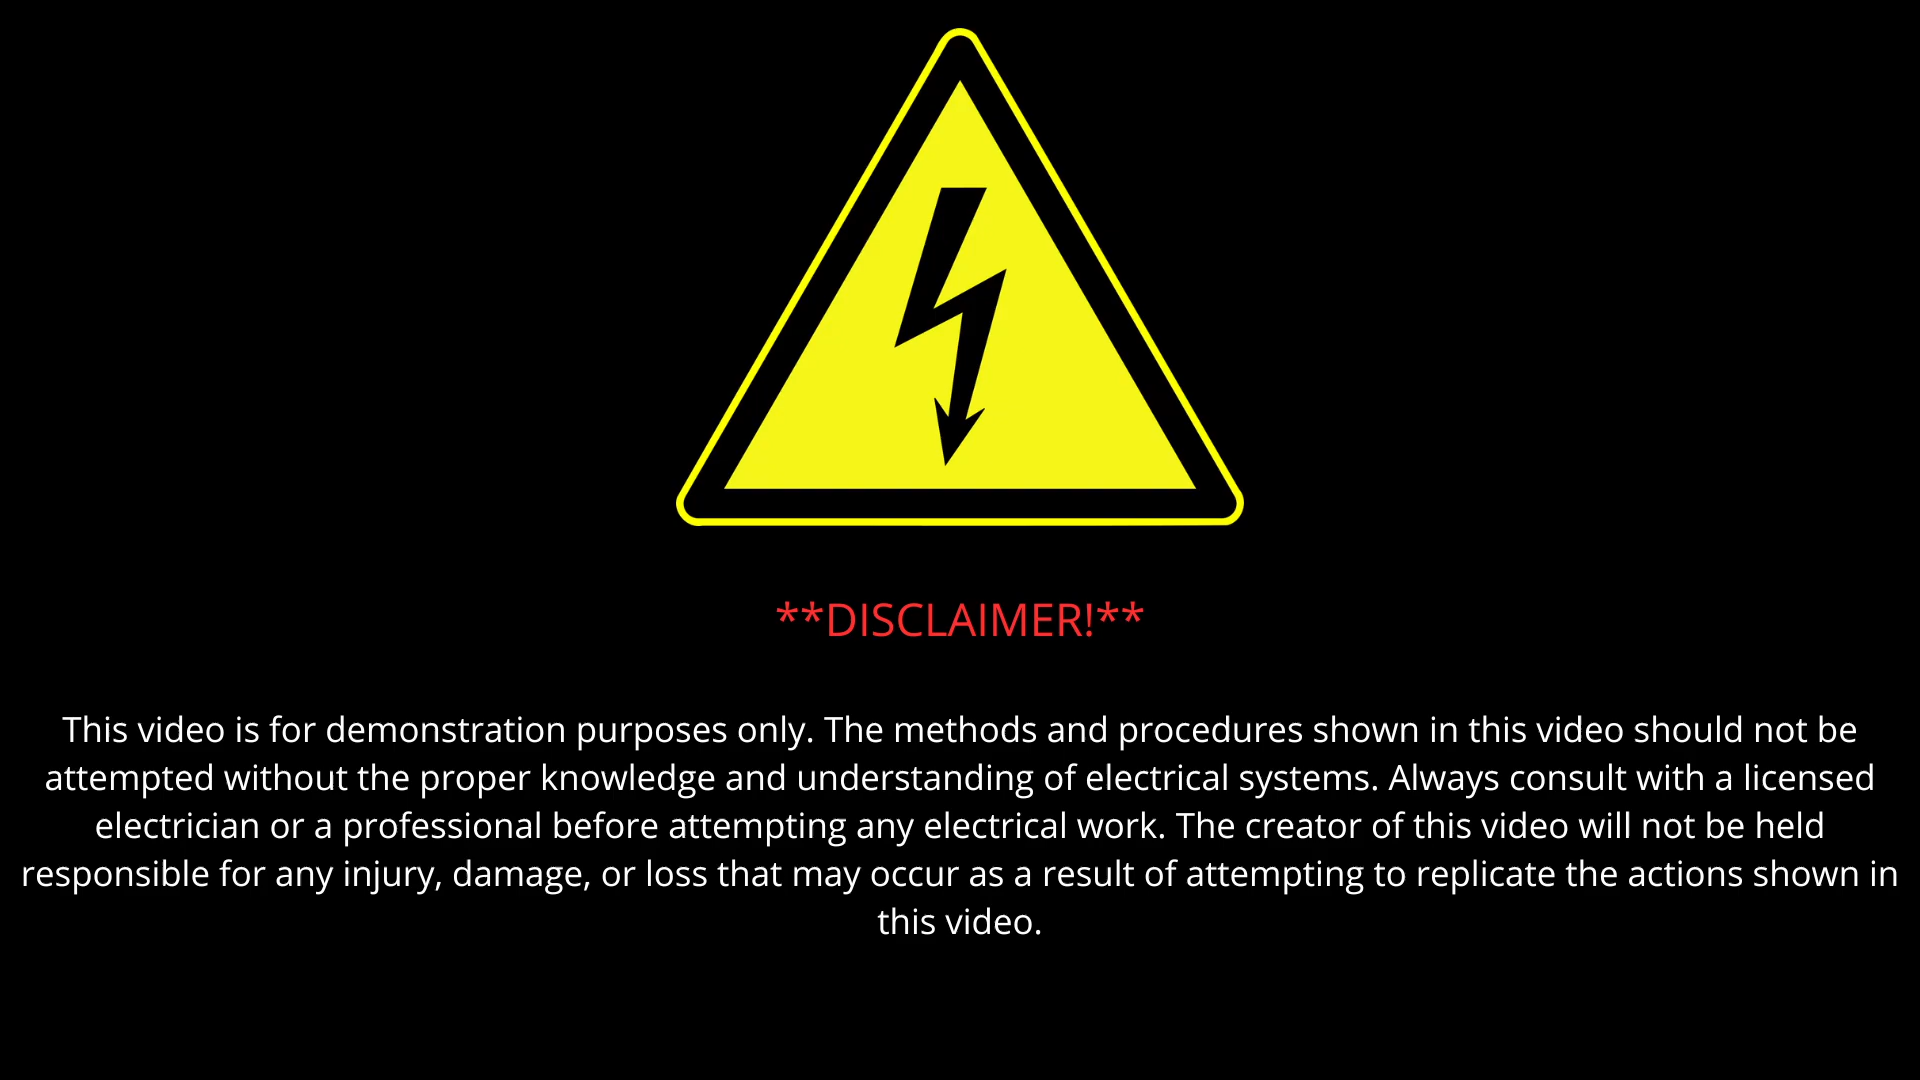 **DISCLAIMER!**
This video is for demonstration purposes only. The methods and procedures shown in this video should not be
attempted without the proper knowledge and understanding of electrical systems. Always consult with a licensed
electrician or a professional before attempting any electrical work. The creator of this video will not be held
responsible for any injury, damage, or loss that may occur as a result of attempting to replicate the actions shown in
this video.